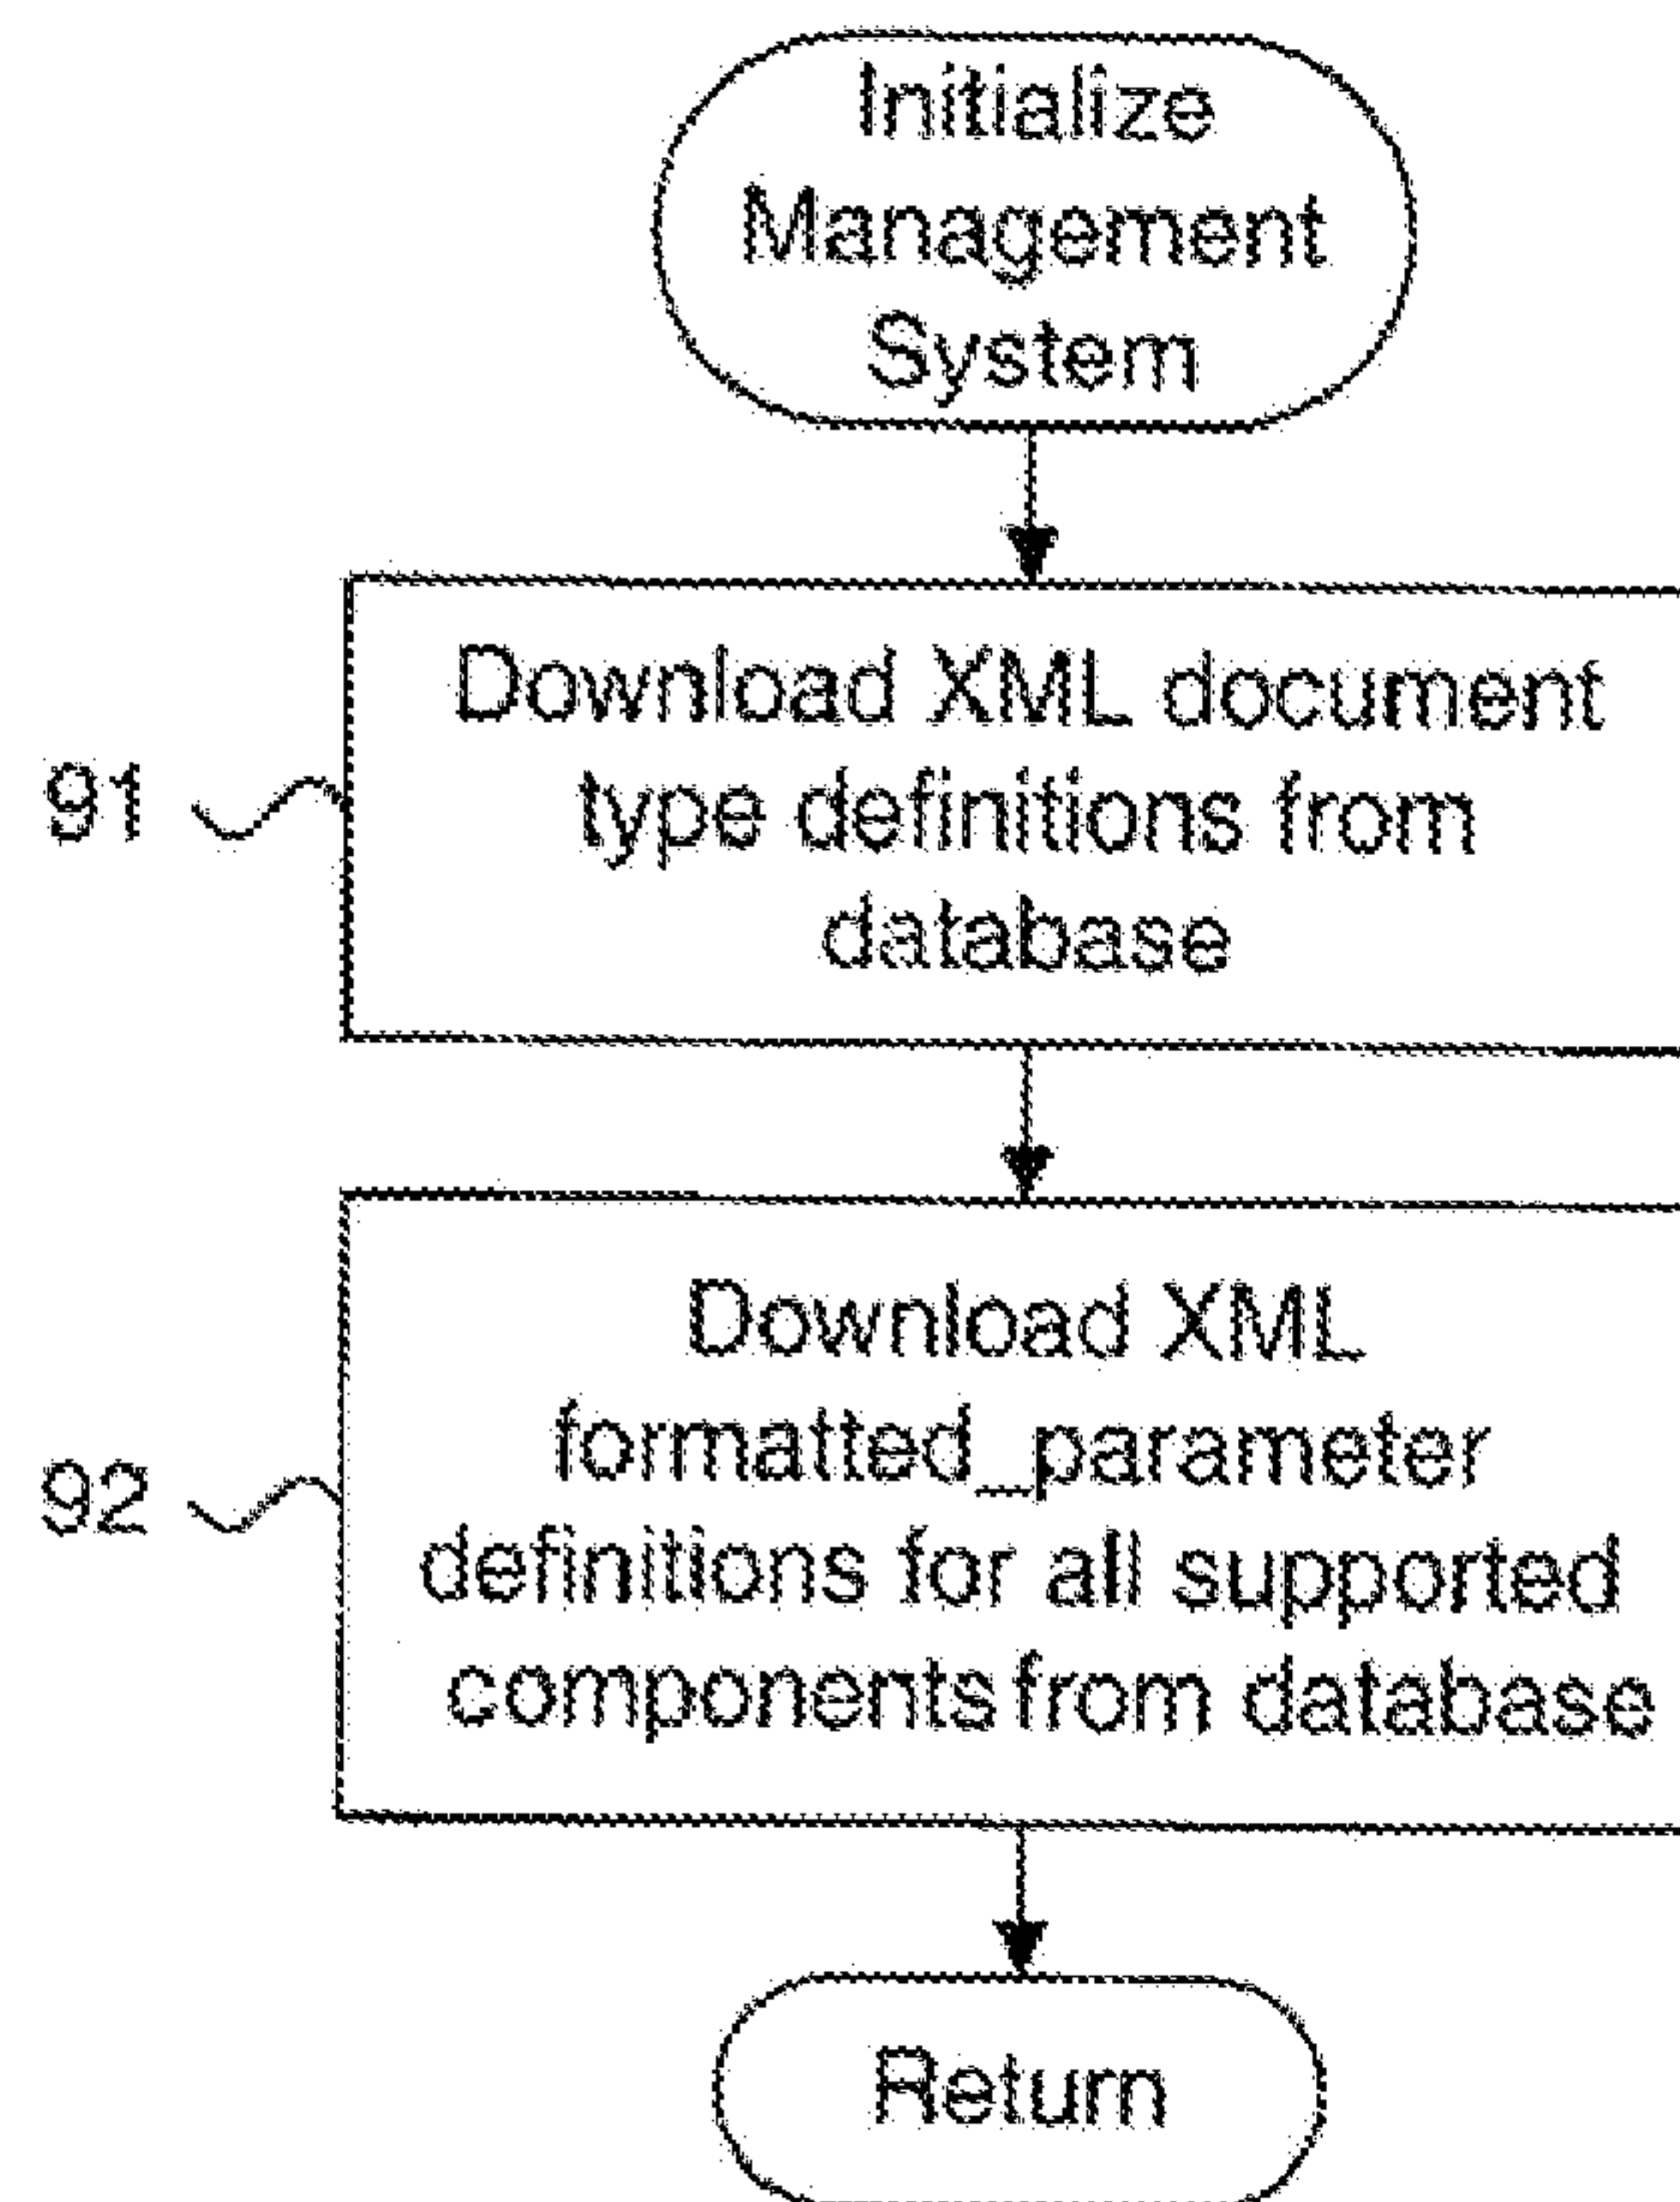 Initialize
Management
System
Download XML document
type definitions from
database
91
Download XML
formatted_parameter
definitions for all supported
components from database
92
Return